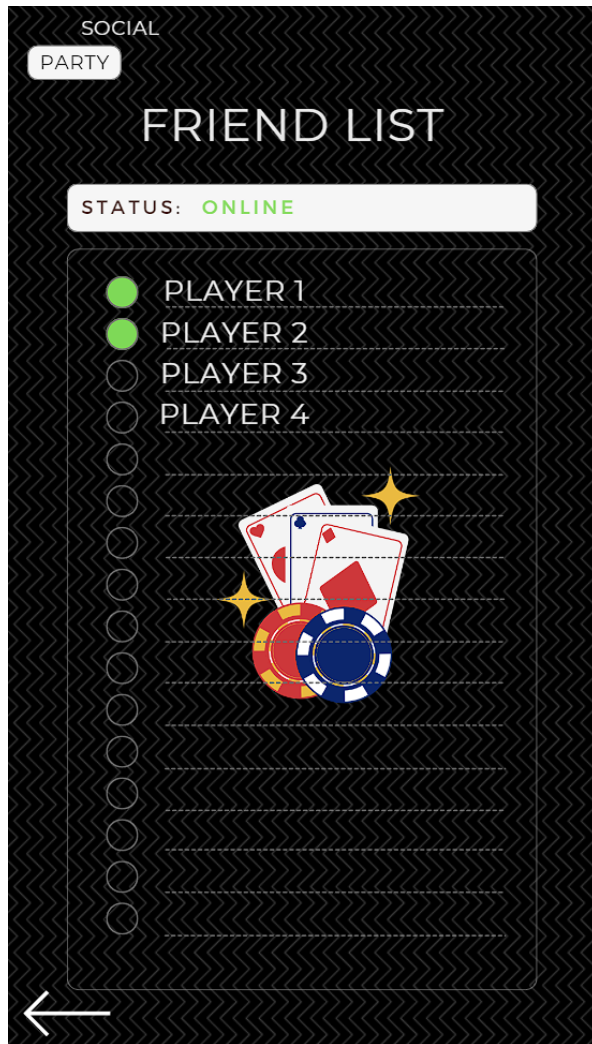 SOCIAL
PARTY
FRIEND LIST
STATUS: ONLINE
PLAYER 1
PLAYER 2
PLAYER 3
PLAYER 4